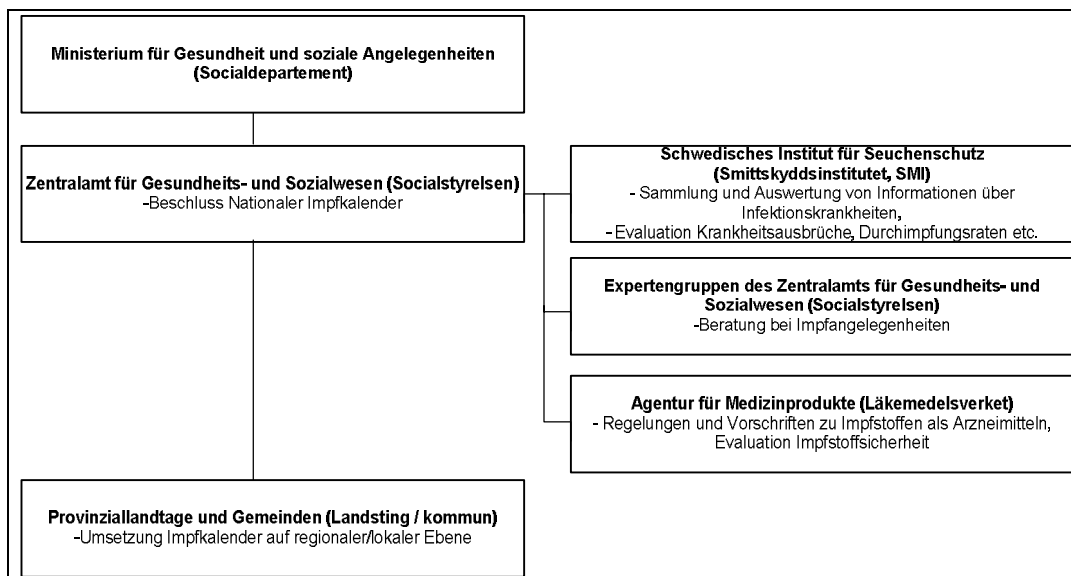 Ministerium für Gesundheit und soziale Angelegenheiten
(Socialdepartement)
Zentralamt für Gesundheits- und Sozialwesen (Socialstyrelsen)
-Beschluss Nationaler Impfkalender
Schwedisches Institut für Seuchenschutz
(Smittskyddsinstitutet, SMI)
- Sammlung und Auswertung von Informationen über
Infektionskrankheiten,
- Evaluation Krankheitsausbrüche, Durchimpfungsraten etc.
Expertengruppen des Zentralamts für Gesundheits- und
Sozialwesen (Socialstyrelsen)
-Beratung bei Impfangelegenheiten
Agentur für Medizinprodukte (Läkemedelsverket)
- Regelungen und Vorschriften zu Impfstoffen als Arzneimitteln,
Evaluation Impfstoffsicherheit
Provinziallandtage und Gemeinden (Landsting / kommun)
-Umsetzung Impfkalender auf regionaler/lokaler Ebene